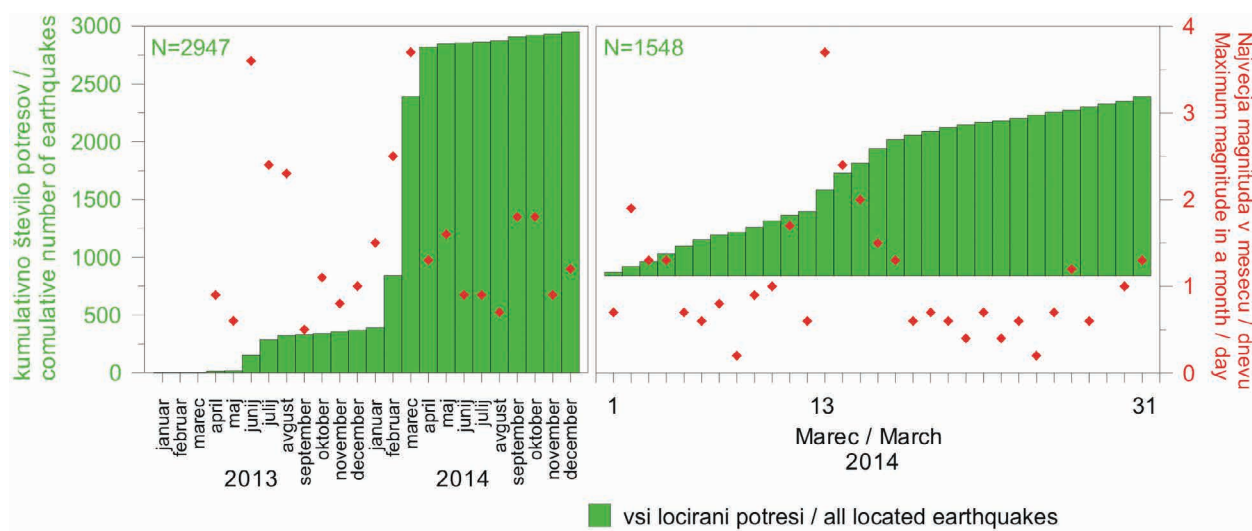 kumulativno število potresov /
comulative number of earthquakes
3000
2500
2000
1500
1000
500
0
N=2947
januar
februar
marec
april
maj
junij
julij
avgust
september
oktober
november
december
januar
februar
marec
april
maj
junij
julij
avgust
september
oktober
november
december
2013
2014
N=1548
1
13
31
Marec / March
2014
4
3
2
1
0
Največja magnituda v mesecu / dnevu
Maximum magnitude in a month / day
vsi locirani potresi / all located earthquakes